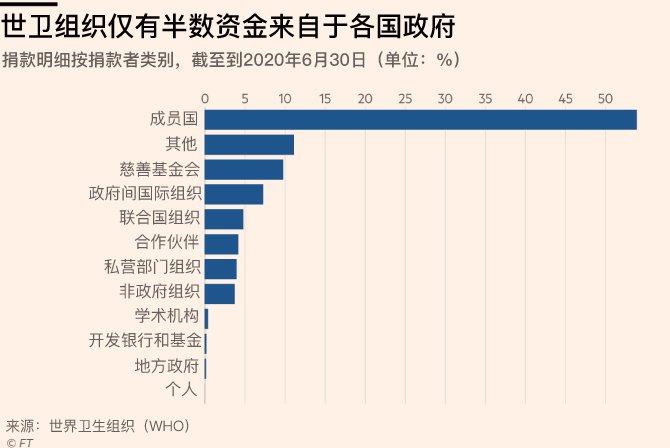 世卫组织仅有半数资金来自于各国政府
捐款明细按捐款者类别，截至到2020年6月30日（单位：%）
0 5 10 15 20 25 30 35 40 45 50
成员国
其他
慈善基金会
政府间国际组织
联合国组织
合作伙伴
私营部门组织
非政府组织
学术机构
开发银行和基金
地方政府
个人
来源：世界卫生组织（WHO）
© FT